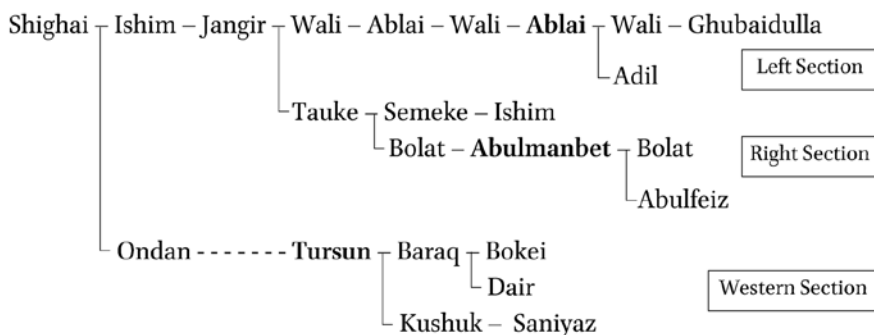 Shighai – Ishim – Jangir – Wali – Ablai – Wali – Ablai – Wali – Ghubaidulla
Adil
Left Section
Tauke – Semeke – Ishim
Bolat – Abulmanbet – Bolat
Right Section
Abulfeiz
Ondan - - - - - - - Tursun – Baraq – Bokei
Dair
Western Section
Kushuk – Saniyaz